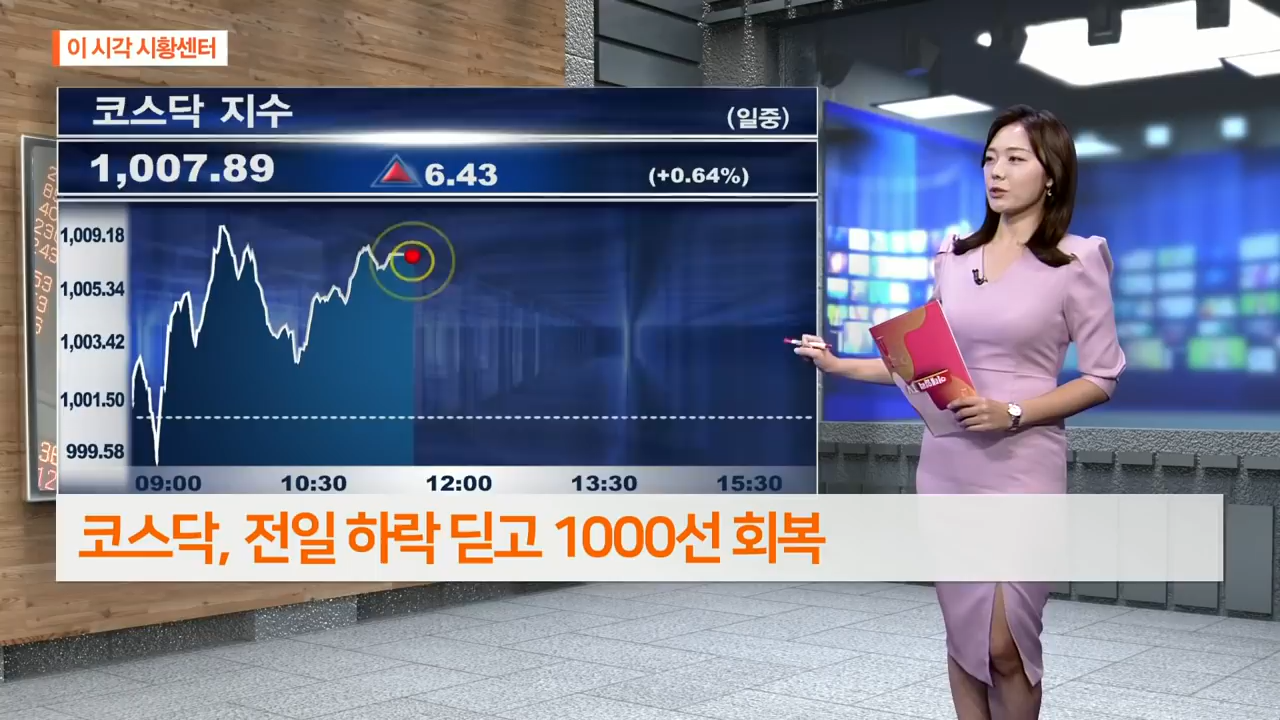 이 시각 시황센터
코스닥 지수 (일중)
1,007.89 6.43 (+0.64%)
1,009.18
1,005.34
1,003.42
1,001.50
999.58
09:00 10:30 12:00 13:30 15:30
코스닥, 전일 하락 딛고 1000선 회복